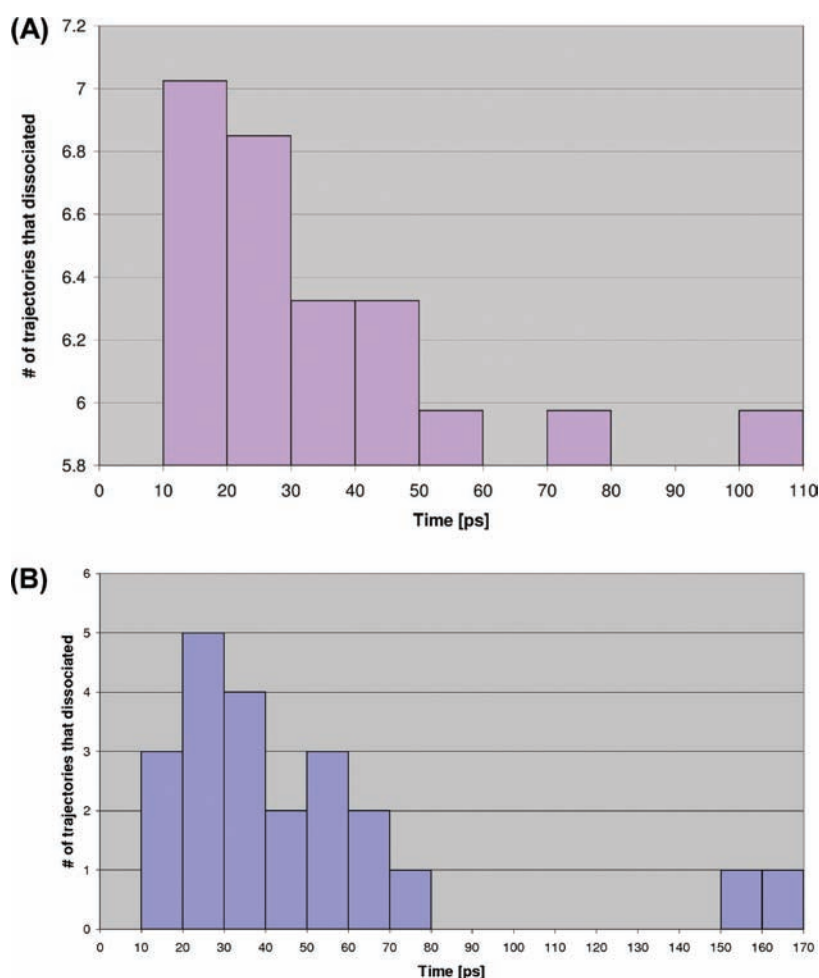 (A)
# of trajectories that dissociated
7.2
7
6.8
6.6
6.4
6.2
6
5.8
0 10 20 30 40 50 60 70 80 90 100 110
Time [ps]
(B)
# of trajectories that dissociated
6
5
4
3
2
1
0
0 10 20 30 40 50 60 70 80 90 100 110 120 130 140 150 160 170
Time [ps]